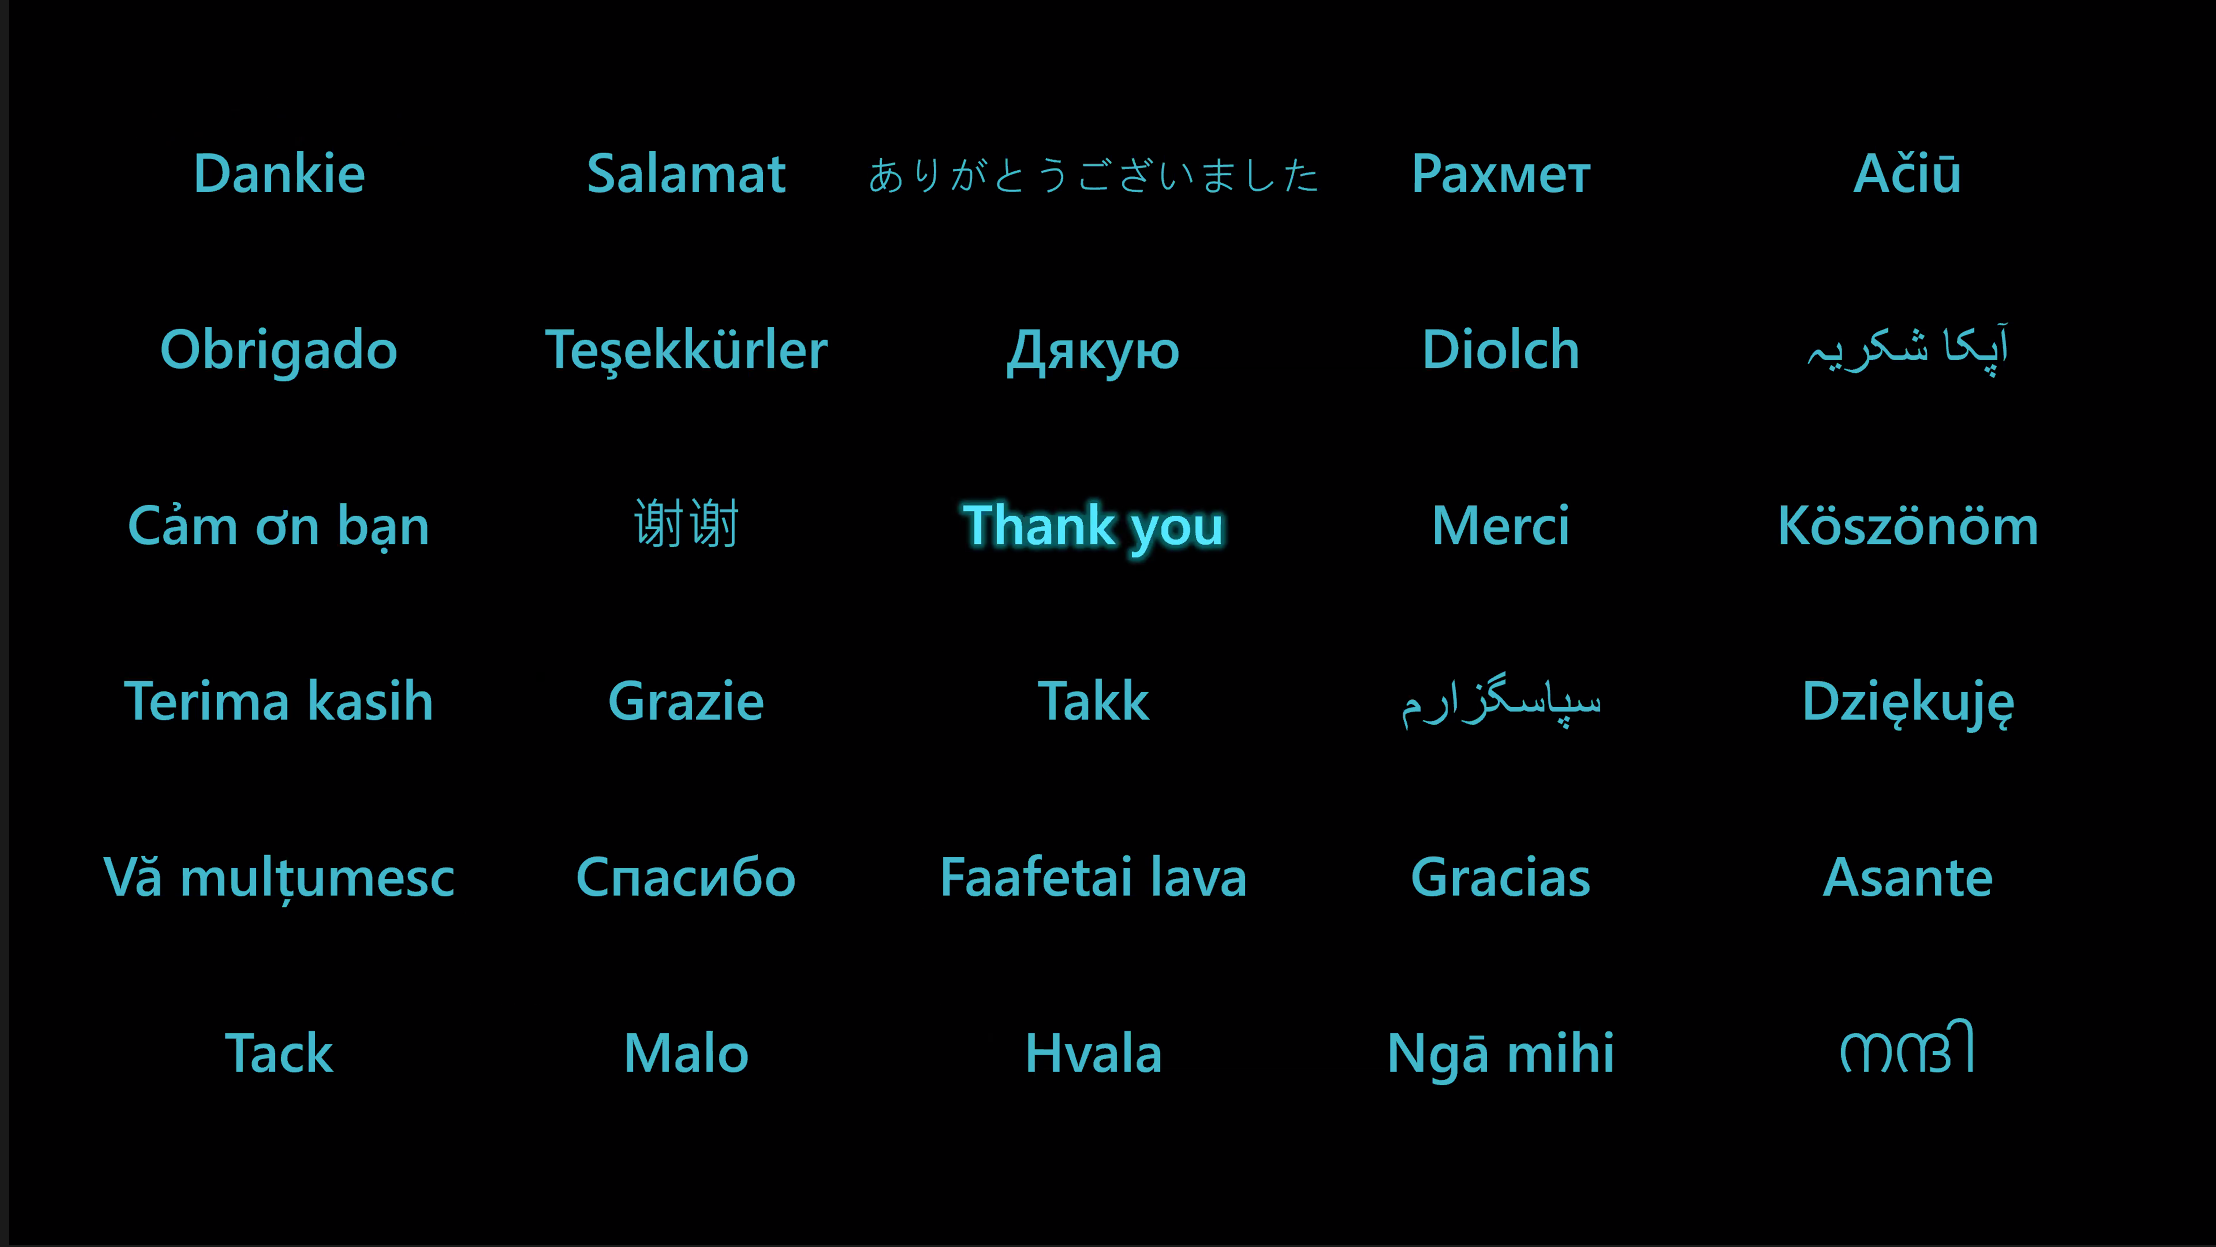 Dankie Salamat ありがとうございました Рахмет Ačiū
Obrigado Teşekkürler Дякую Diolch آپکا شکریہ
Cảm ơn bạn 谢谢 Thank you Merci Köszönöm
Terima kasih Grazie Takk سپاسگزارم Dziękuję
Vă mulțumesc Спасибо Faafetai lava Gracias Asante
Tack Malo Hvala Ngā mihi നന്ദി